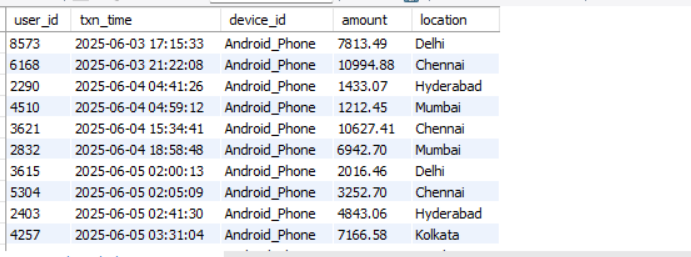 user_id txn_time device_id amount location
8573 2025-06-03 17:15:33 Android_Phone 7813.49 Delhi
6168 2025-06-03 21:22:08 Android_Phone 10994.88 Chennai
2290 2025-06-04 04:41:26 Android_Phone 1433.07 Hyderabad
4510 2025-06-04 04:59:12 Android_Phone 1212.45 Mumbai
3621 2025-06-04 15:34:41 Android_Phone 10627.41 Chennai
2832 2025-06-04 18:58:48 Android_Phone 6942.70 Mumbai
3615 2025-06-05 02:00:13 Android_Phone 2016.46 Delhi
5304 2025-06-05 02:05:09 Android_Phone 3252.70 Chennai
2403 2025-06-05 02:41:30 Android_Phone 4843.06 Hyderabad
4257 2025-06-05 03:31:04 Android_Phone 7166.58 Kolkata